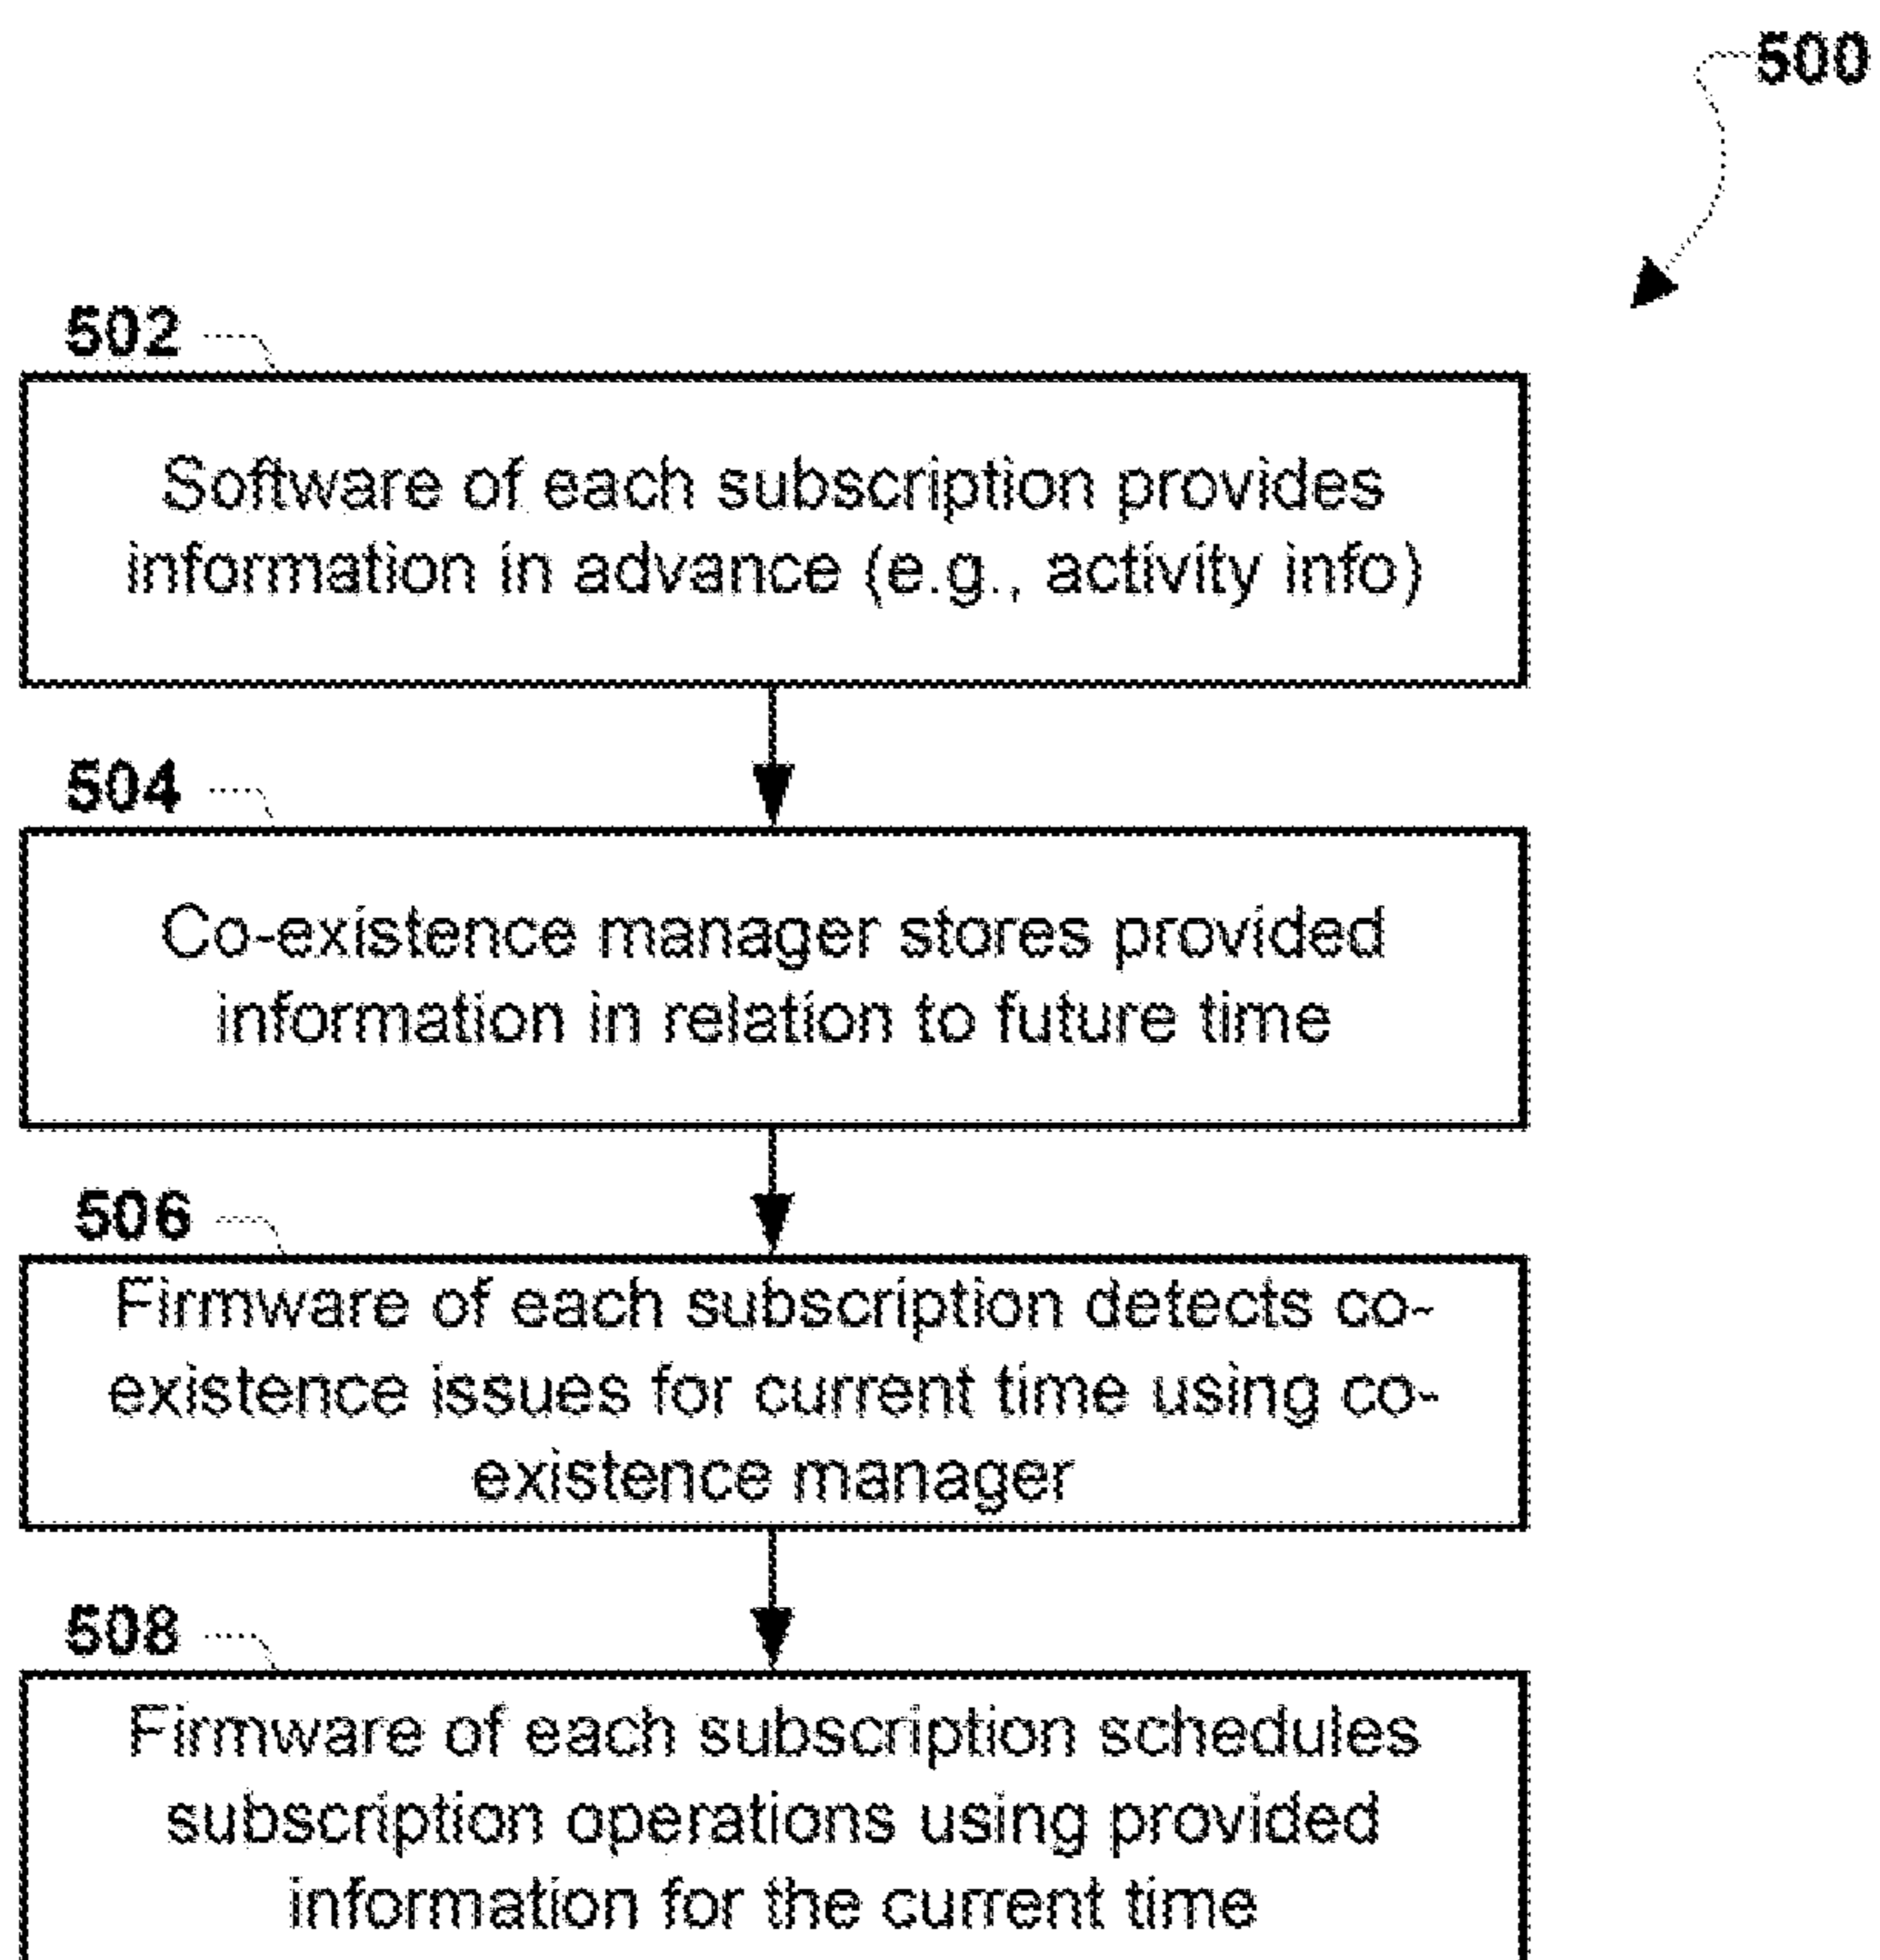 500
502
Software of each subscription provides
information in advance (e.g., activity info)
504
Co-existence manager stores provided
information in relation to future time
506
Firmware of each subscription detects co-
existence issues for current time using co-
existence manager
508
Firmware of each subscription schedules
subscription operations using provided
information for the current time